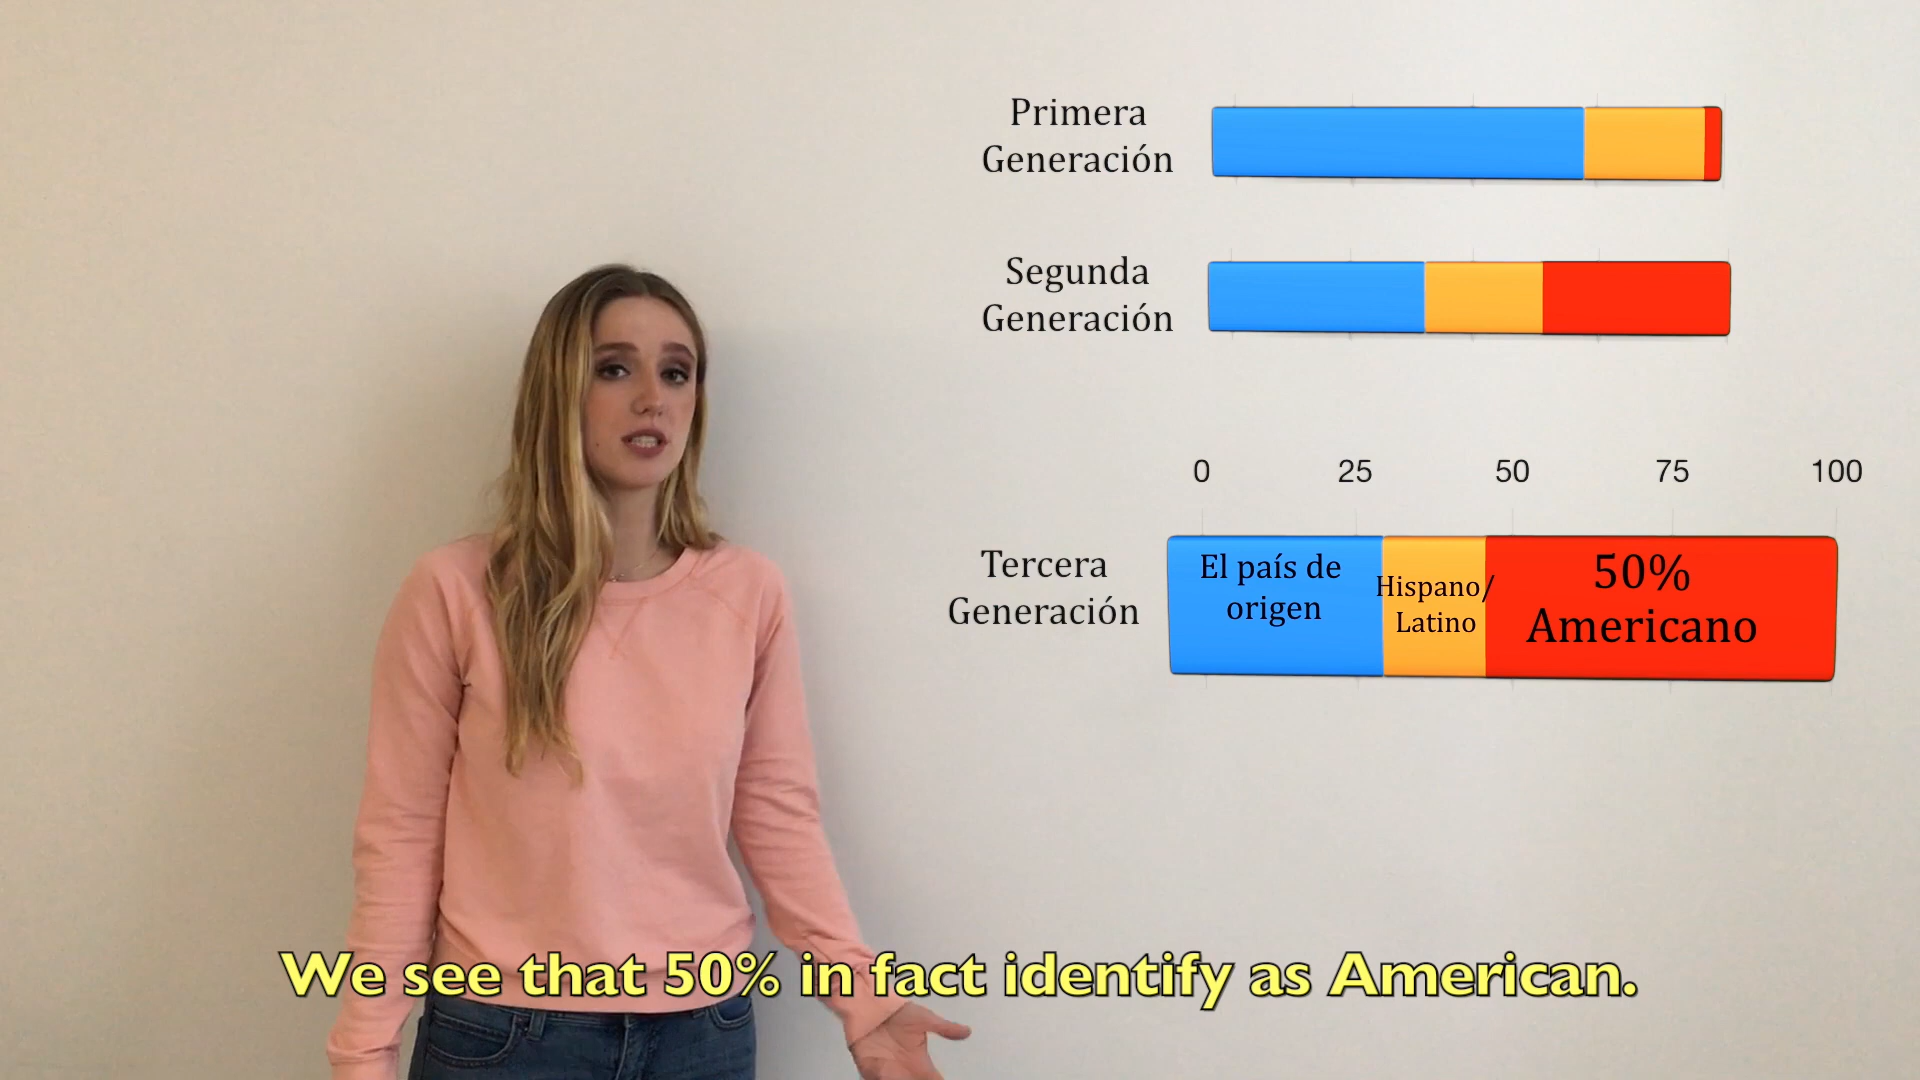 Primera
Generación
Segunda
Generación
0 25 50 75 100
Tercera
Generación
El país de
origen
Hispano/
Latino
50%
Americano
We see that 50% in fact identify as American.